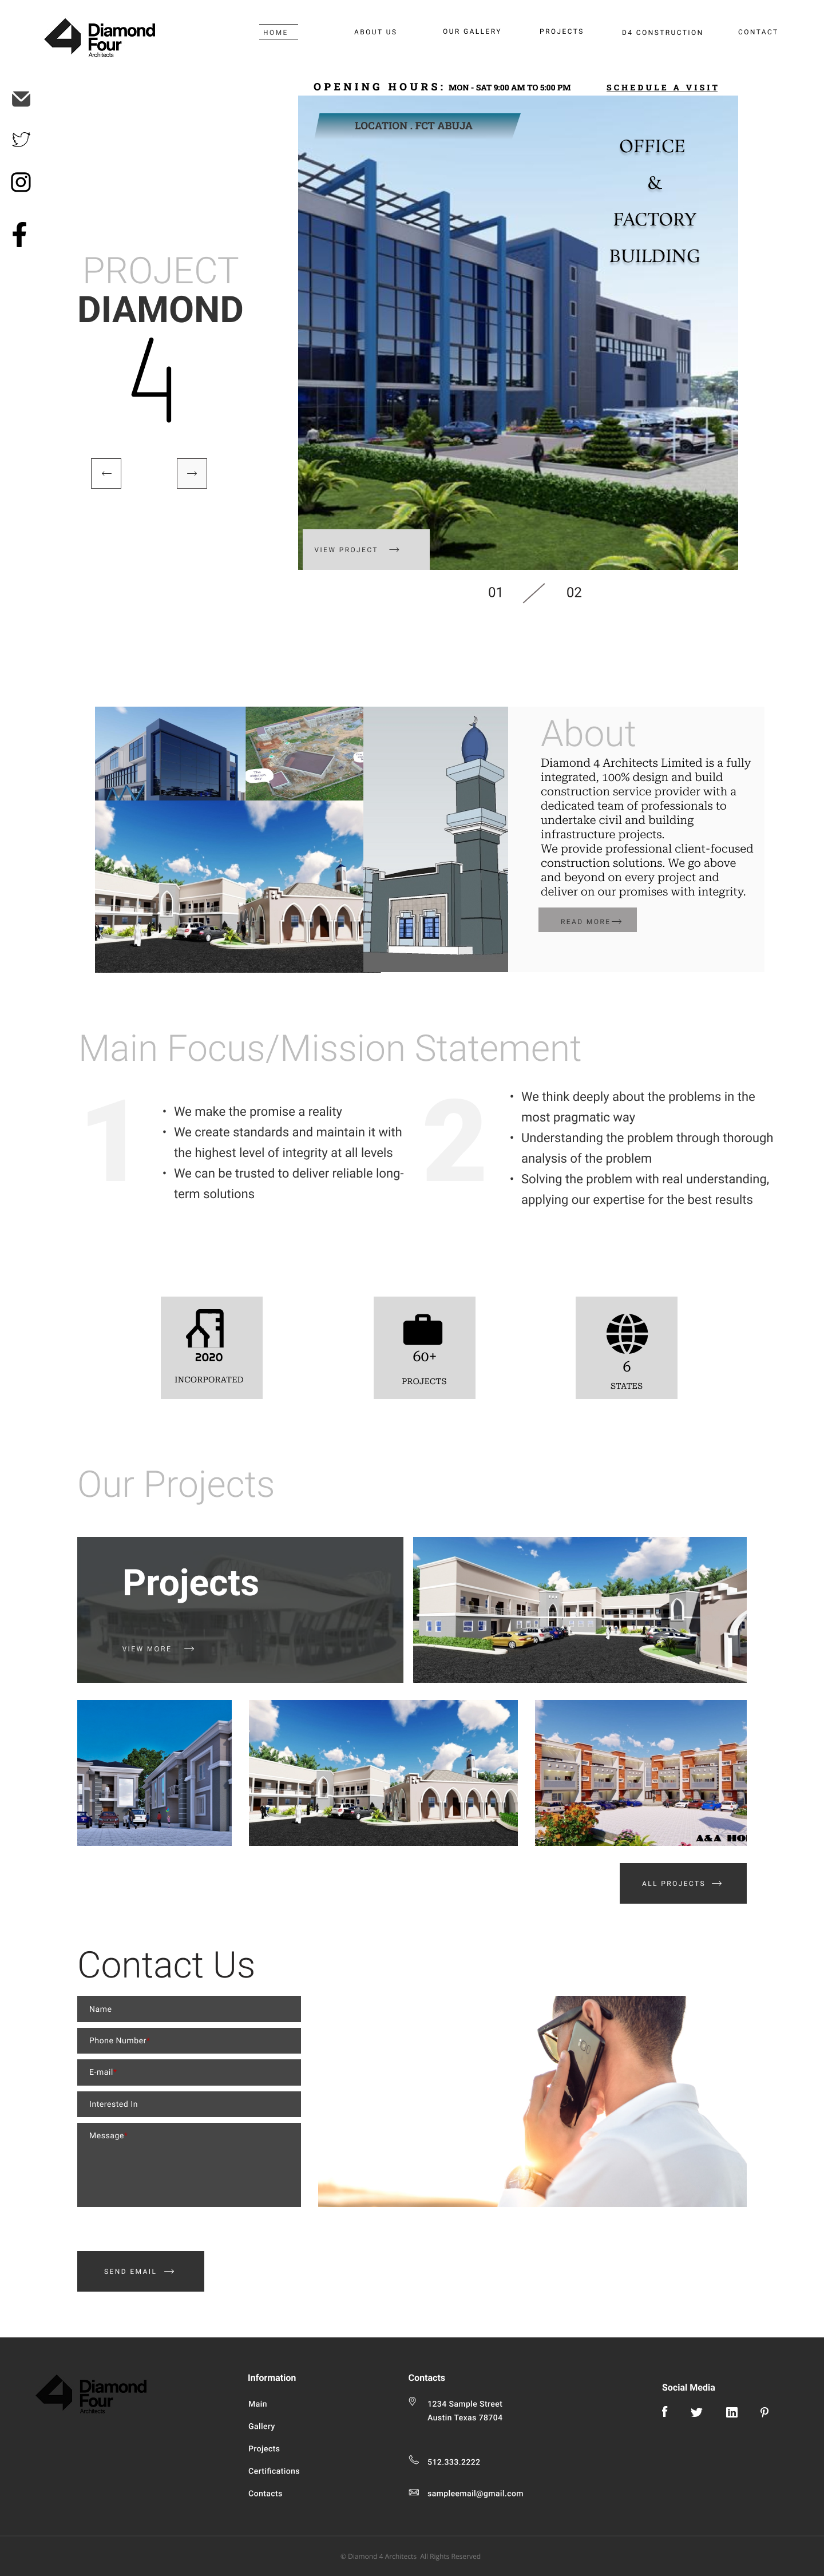 Diamond
Four
Architects
HOME
ABOUT US
OUR GALLERY
PROJECTS
D4 CONSTRUCTION
CONTACT
OPENING HOURS: MON - SAT 9:00 AM TO 5:00 PM
SCHEDULE A VISIT
LOCATION . FCT ABUJA
OFFICE
&
FACTORY
BUILDING
PROJECT
DIAMOND
4
VIEW PROJECT
01
02
About
Diamond 4 Architects Limited is a fully
integrated, 100% design and build
construction service provider with a
dedicated team of professionals to
undertake civil and building
infrastructure projects.
We provide professional client-focused
construction solutions. We go above
and beyond on every project and
deliver on our promises with integrity.
READ MORE
Main Focus/Mission Statement
1
• We make the promise a reality
• We create standards and maintain it with
the highest level of integrity at all levels
• We can be trusted to deliver reliable long-
term solutions
2
• We think deeply about the problems in the
most pragmatic way
• Understanding the problem through thorough
analysis of the problem
• Solving the problem with real understanding,
applying our expertise for the best results
2020
INCORPORATED
60+
PROJECTS
6
STATES
Our Projects
Projects
VIEW MORE
A&A HO
ALL PROJECTS
Contact Us
Name
Phone Number
E-mail
Interested In
Message
SEND EMAIL
Diamond
Four
Architects
Information
Main
Gallery
Projects
Certifications
Contacts
Contacts
1234 Sample Street
Austin Texas 78704
512.333.2222
sampleemail@gmail.com
Social Media
© Diamond 4 Architects All Rights Reserved